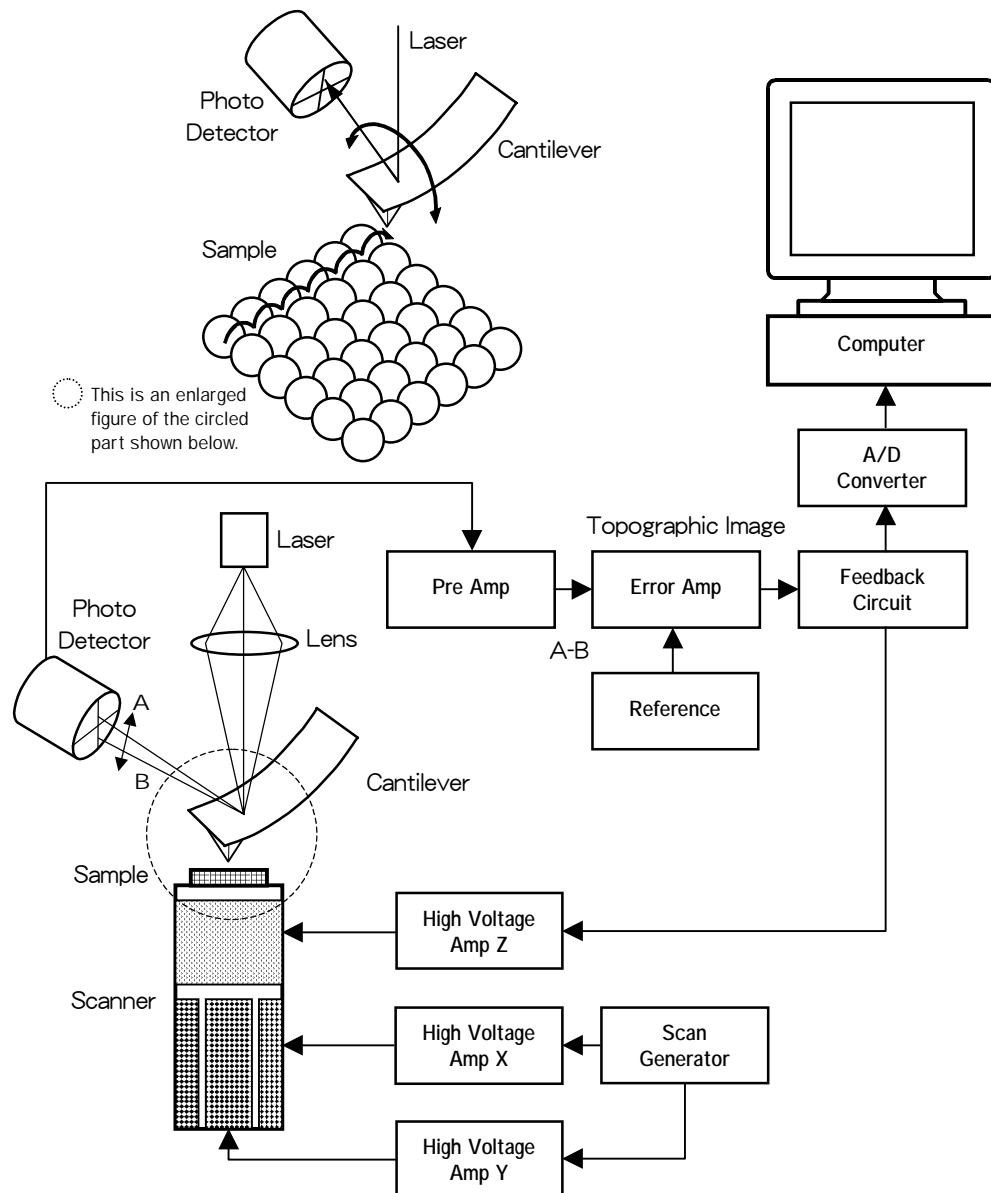 Laser
Photo
Detector
Cantilever
Sample
This is an enlarged
figure of the circled
part shown below.
Computer
A/D
Converter
Topographic Image
Laser
Pre Amp
Error Amp
Feedback
Circuit
Photo
Detector
Lens
A-B
Reference
A
B
Cantilever
Sample
High Voltage
Amp Z
Scanner
High Voltage
Amp X
Scan
Generator
High Voltage
Amp Y